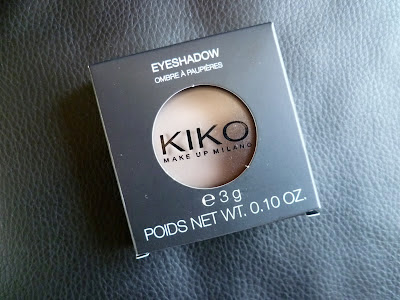 EYESHADOW
OMBRE À PAUPIÈRES
KIKO
MAKE UP MILANO
℮ 3 g
POIDS NET WT. 0.10 OZ.